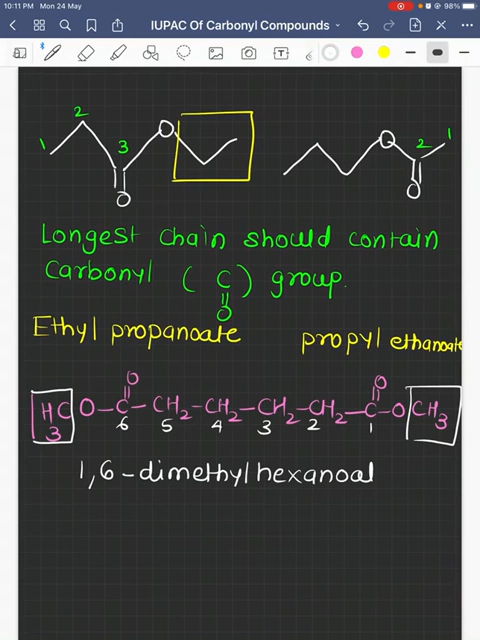 10:11 PM Mon 24 May
98%
IUPAC Of Carbonyl Compounds
2
1 3 O
O
O 2 1
O
Longest chain should contain
Carbonyl ( C ) group.
O
Ethyl propanoate
propyl ethanoate
O O
H3C O-C-CH2-CH2-CH2-CH2-C-O CH3
6 5 4 3 2 1
1,6-dimethylhexanoal